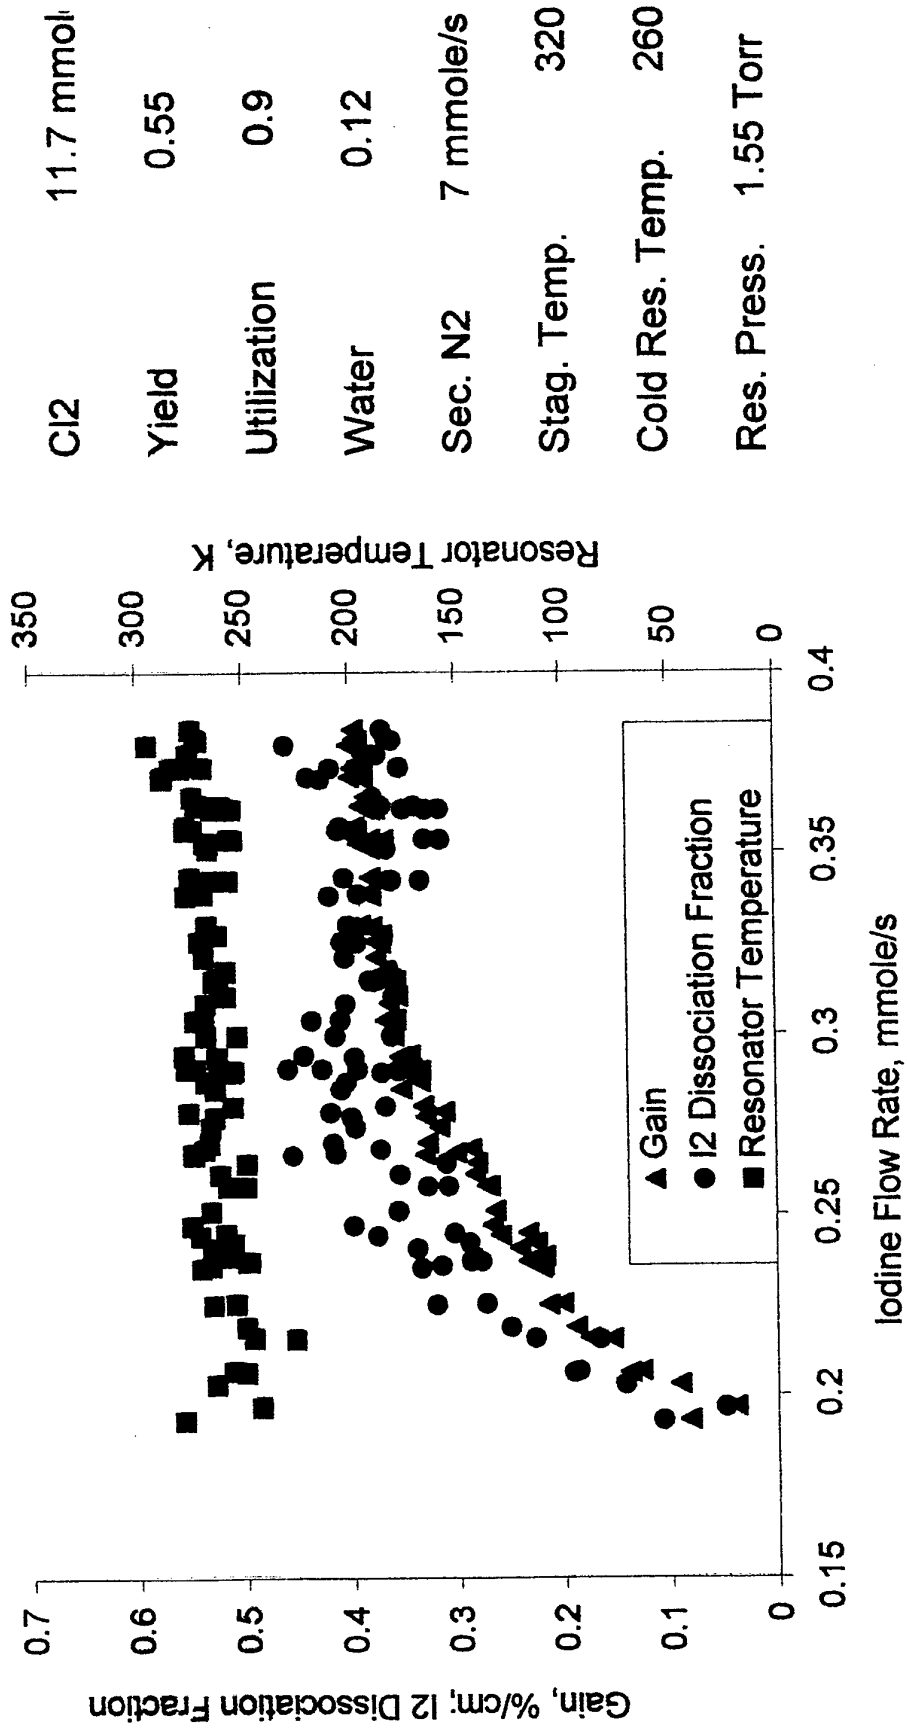 Gain, %/cm; I2 Dissociation Fraction
0.7
0.6
0.5
0.4
0.3
0.2
0.1
0
0.15
0.2
0.25
0.3
0.35
0.4
Iodine Flow Rate, mmole/s
Gain
I2 Dissociation Fraction
Resonator Temperature
350
300
250
200
150
100
50
0
Resonator Temperature, K
Cl2 11.7 mmol
Yield 0.55
Utilization 0.9
Water 0.12
Sec. N2 7 mmole/s
Stag. Temp. 320
Cold Res. Temp. 260
Res. Press. 1.55 Torr